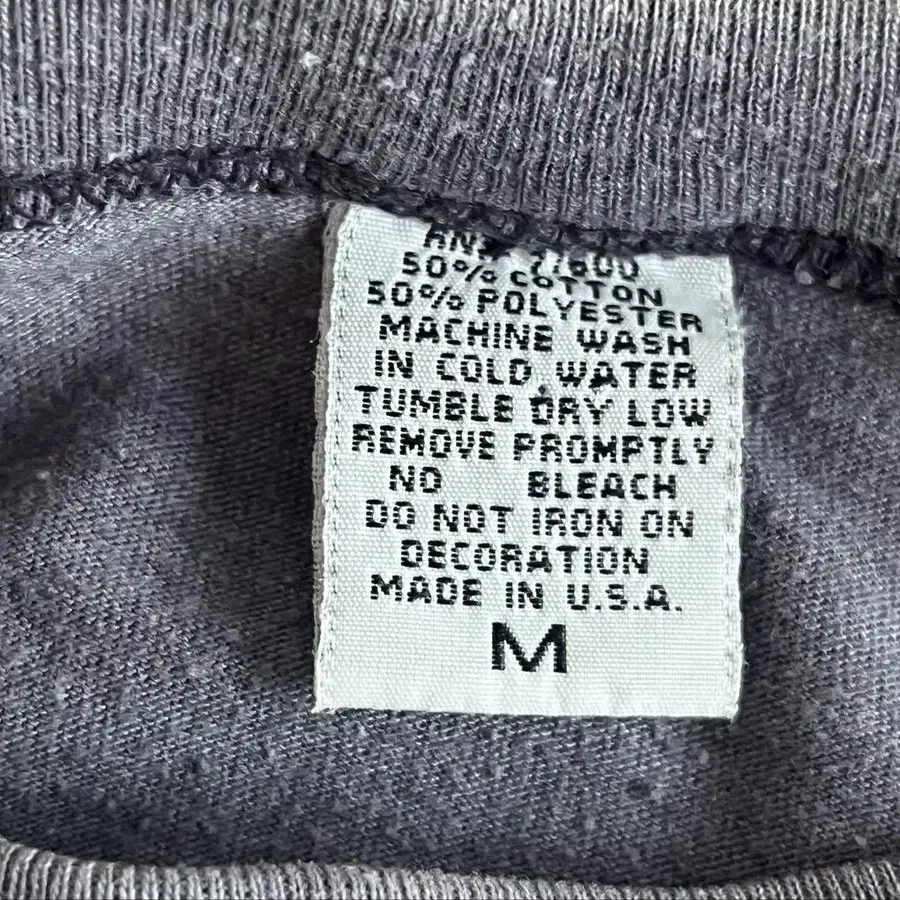 50% COTTON
50% POLYESTER
MACHINE WASH
IN COLD WATER
TUMBLE DRY LOW
REMOVE PROMPTLY
NO BLEACH
DO NOT IRON ON
DECORATION
MADE IN U.S.A.
M